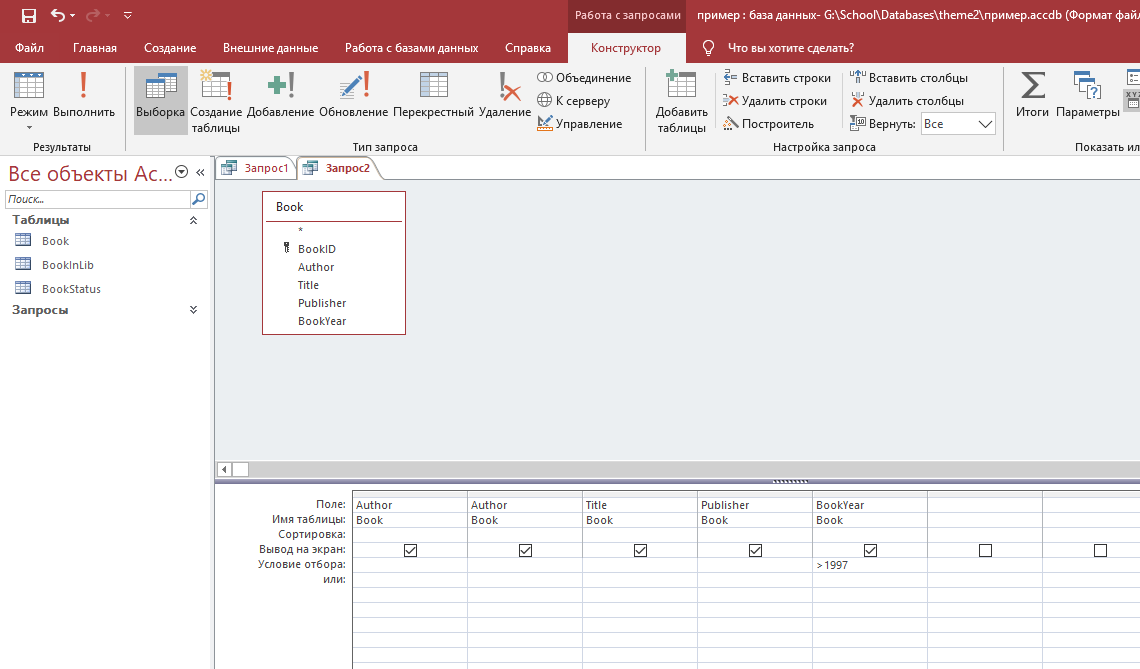 Работа с запросами
пример : база данных- G:\School\Databases\theme2\пример.accdb (Формат файл
Файл Главная Создание Внешние данные Работа с базами данных Справка Конструктор Что вы хотите сделать?
Режим Выполнить
Результаты
Выборка Создание таблицы Добавление Обновление Перекрестный Удаление
Объединение
К серверу
Управление
Тип запроса
Добавить таблицы
Вставить строки
Удалить строки
Построитель
Вставить столбцы
Удалить столбцы
Вернуть: Все
Настройка запроса
Итоги Параметры
Показать ил
Все объекты Ac...
Поиск...
Таблицы
Book
BookInLib
BookStatus
Запросы
Запрос1 Запрос2
Book
*
BookID
Author
Title
Publisher
BookYear
Поле: Author Author Title Publisher BookYear
Имя таблицы: Book Book Book Book Book
Сортировка:
Вывод на экран:
Условие отбора: >1997
или: